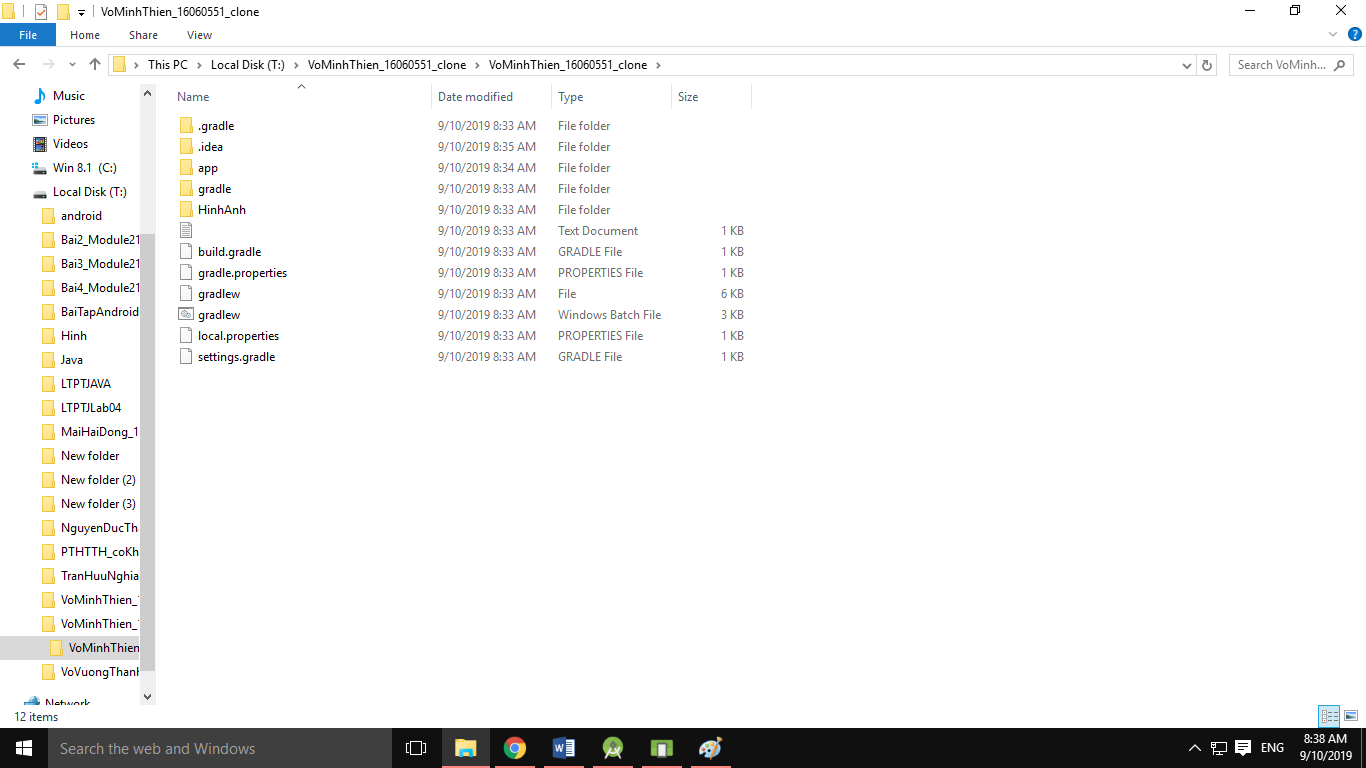 VoMinhThien_16060551_clone
File Home Share View
This PC Local Disk (T:) VoMinhThien_16060551_clone VoMinhThien_16060551_clone
Search VoMinh...
Music
Pictures
Videos
Win 8.1 (C:)
Local Disk (T:)
android
Bai2_Module21
Bai3_Module21
Bai4_Module21
BaiTapAndroid
Hinh
Java
LTPTJAVA
LTPTJLab04
MaiHaiDong_1
New folder
New folder (2)
New folder (3)
NguyenDucTh
PTHTTH_coKh
TranHuuNghia
VoMinhThien_
VoMinhThien_
VoMinhThien
VoVuongThanh
Network
Name Date modified Type Size
.gradle 9/10/2019 8:33 AM File folder
.idea 9/10/2019 8:35 AM File folder
app 9/10/2019 8:34 AM File folder
gradle 9/10/2019 8:33 AM File folder
HinhAnh 9/10/2019 8:33 AM File folder
9/10/2019 8:33 AM Text Document 1 KB
build.gradle 9/10/2019 8:33 AM GRADLE File 1 KB
gradle.properties 9/10/2019 8:33 AM PROPERTIES File 1 KB
gradlew 9/10/2019 8:33 AM File 6 KB
gradlew 9/10/2019 8:33 AM Windows Batch File 3 KB
local.properties 9/10/2019 8:33 AM PROPERTIES File 1 KB
settings.gradle 9/10/2019 8:33 AM GRADLE File 1 KB
12 items
Search the web and Windows
ENG
8:38 AM
9/10/2019